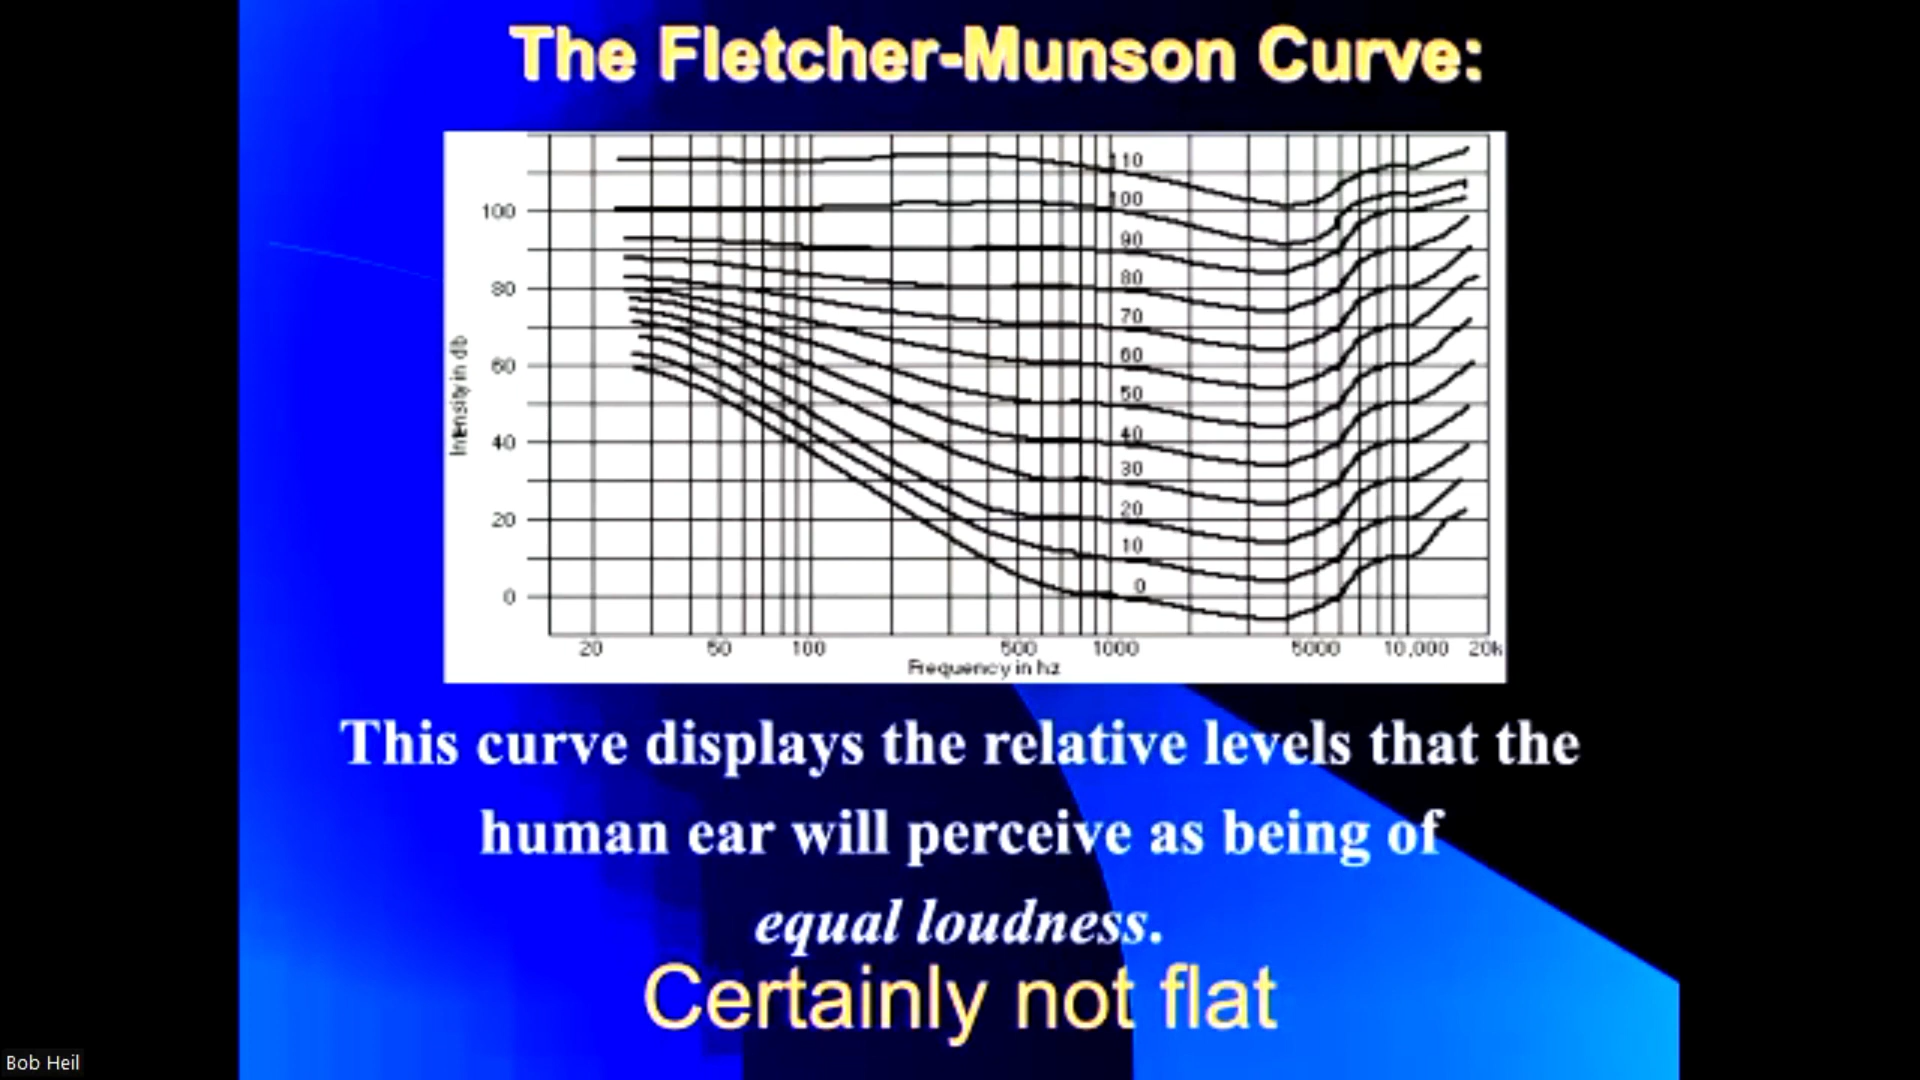 The Fletcher-Munson Curve:
110
100
100
90
80
80
70
60
60
50
40
40
30
20
20
10
0
0
Intensity in db
20
50
100
500
1000
5000
10,000
20k
Frequency in hz
This curve displays the relative levels that the
human ear will perceive as being of
equal loudness.
Certainly not flat
Bob Heil